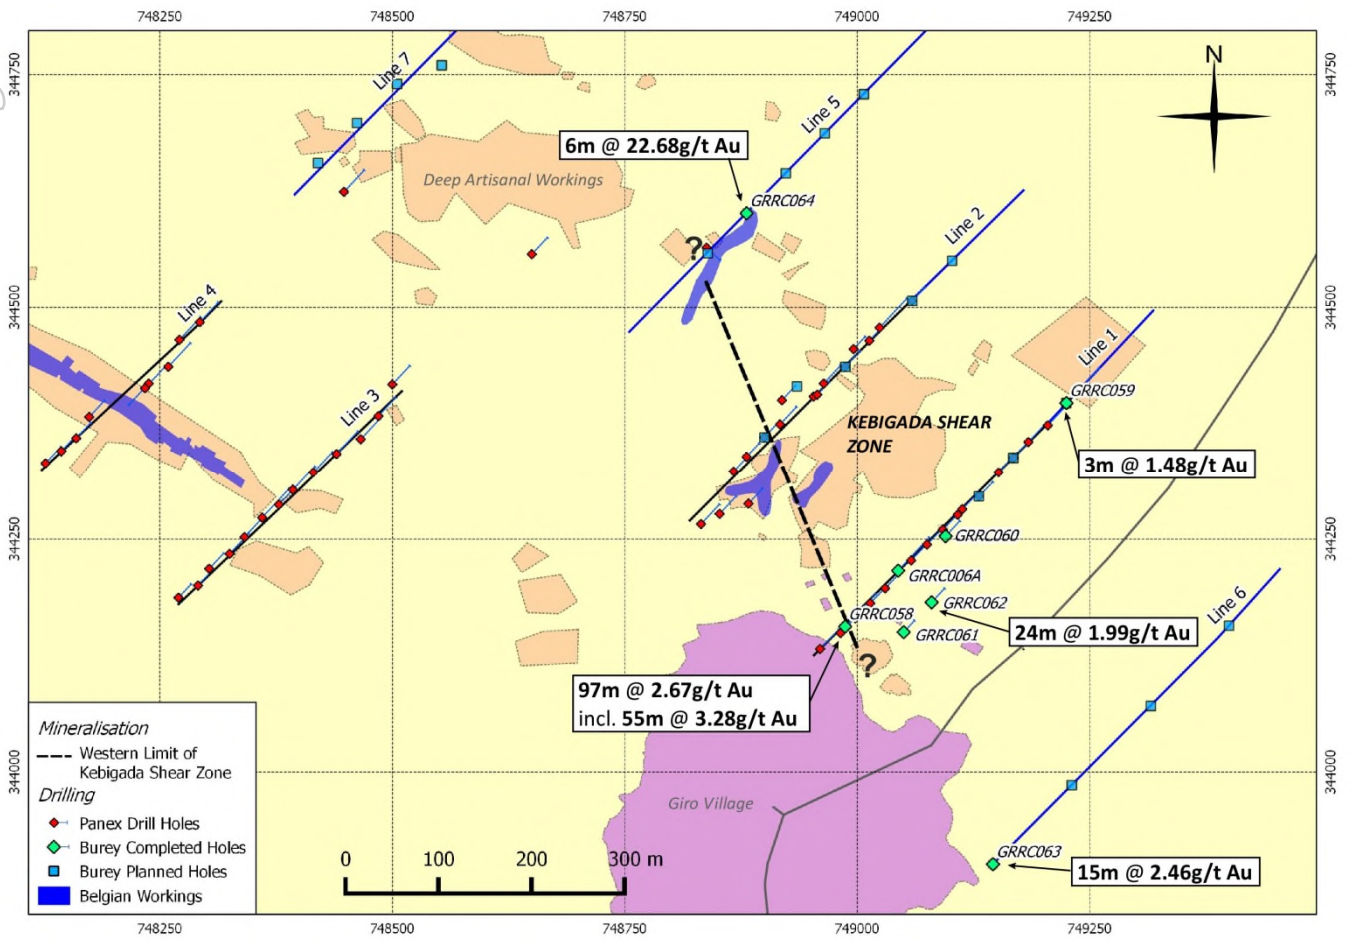 748250
748500
748750
749000
749250
344750
344750
N
Line 7
Line 5
6m @ 22.68g/t Au
Deep Artisanal Workings
GRRC064
?
Line 2
Line 4
344500
344500
Line 1
Line 3
GRRC059
KEBIGADA SHEAR
ZONE
3m @ 1.48g/t Au
344250
344250
GRRC060
GRRC006A
GRRC062
GRRC058
24m @ 1.99g/t Au
GRRC061
Line 6
?
97m @ 2.67g/t Au
incl. 55m @ 3.28g/t Au
Mineralisation
Western Limit of
Kebigada Shear Zone
Drilling
Panex Drill Holes
Burey Completed Holes
Burey Planned Holes
Belgian Workings
344000
344000
Giro Village
0 100 200 300 m
GRRC063
15m @ 2.46g/t Au
748250
748500
748750
749000
749250